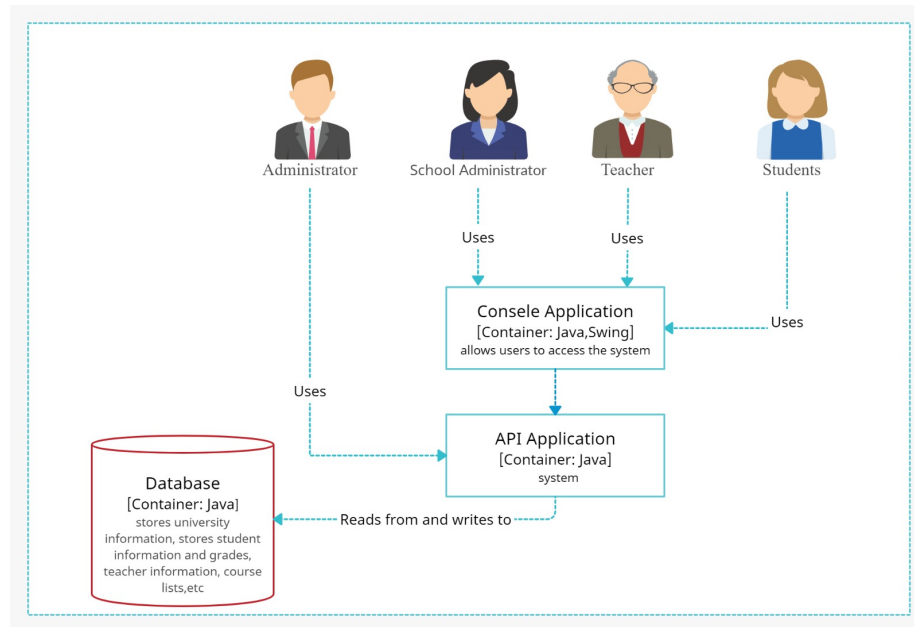 Administrator
School Administrator
Teacher
Students
Uses
Uses
Uses
Consele Application
[Container: Java,Swing]
allows users to access the system
Uses
API Application
[Container: Java]
system
Database
[Container: Java]
stores university
information, stores student
information and grades,
teacher information, course
lists,etc
Reads from and writes to